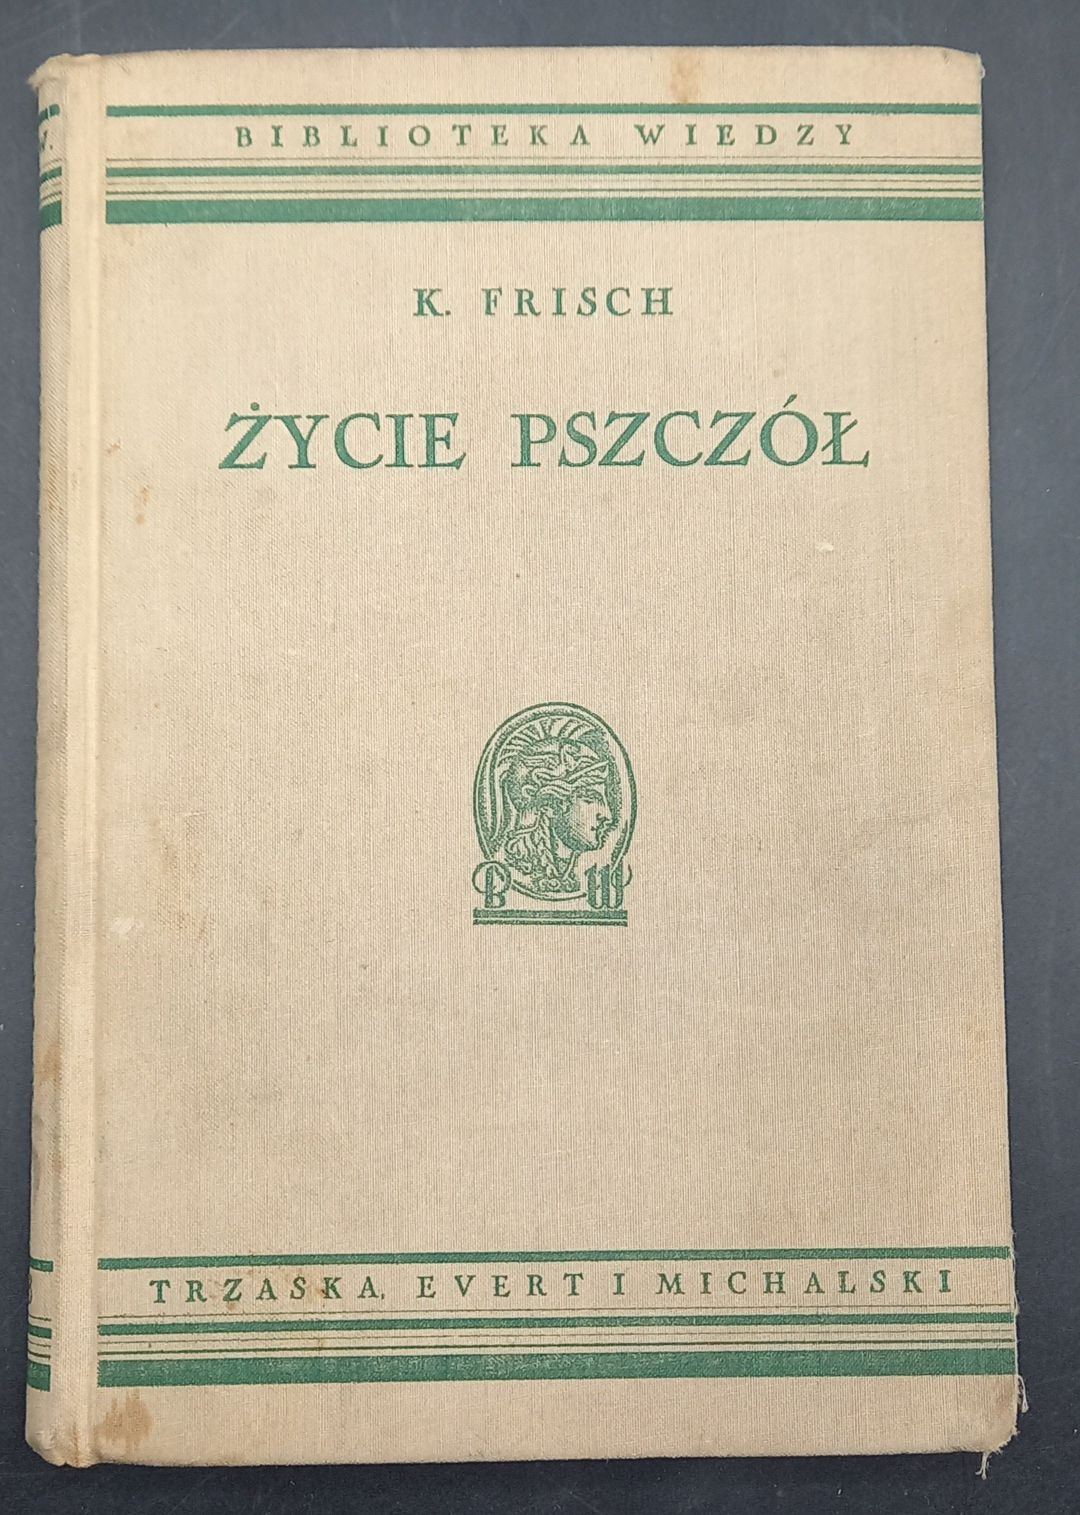 BIBLIOTEKA WIEDZY
K. FRISCH
ŻYCIE PSZCZÓŁ
B W
TRZASKA, EVERT I MICHALSKI